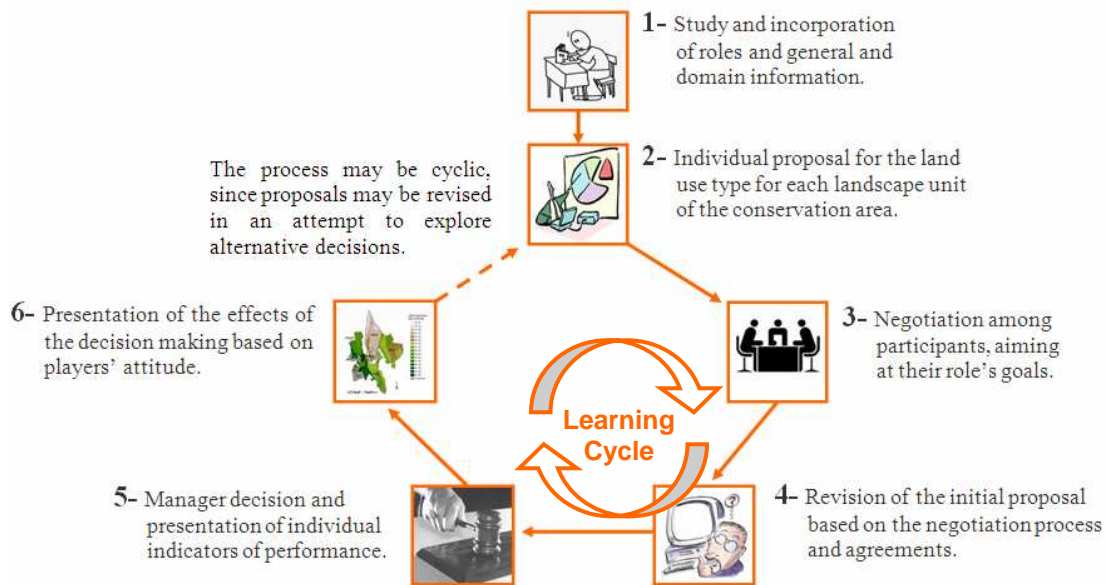 1- Study and incorporation
of roles and general and
domain information.
The process may be cyclic,
since proposals may be revised
in an attempt to explore
alternative decisions.
2- Individual proposal for the land
use type for each landscape unit
of the conservation area.
3- Negotiation among
participants, aiming
at their role's goals.
Learning
Cycle
4- Revision of the initial proposal
based on the negotiation process
and agreements.
5- Manager decision and
presentation of individual
indicators of performance.
6- Presentation of the effects of
the decision making based on
players' attitude.